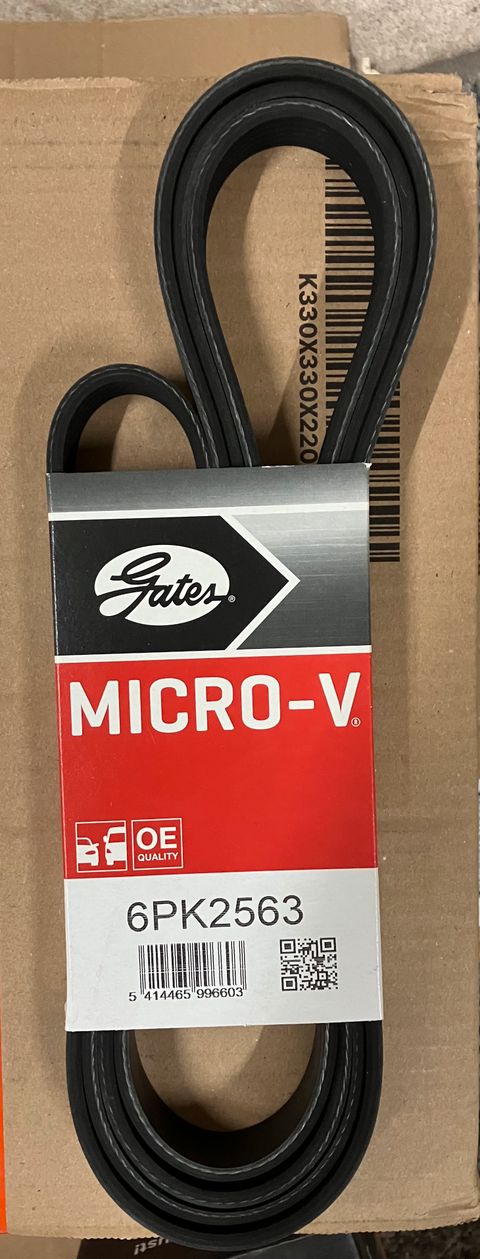 K330X330X220
Gates®
MICRO-V®
OE
QUALITY
6PK2563
5 414465 996603